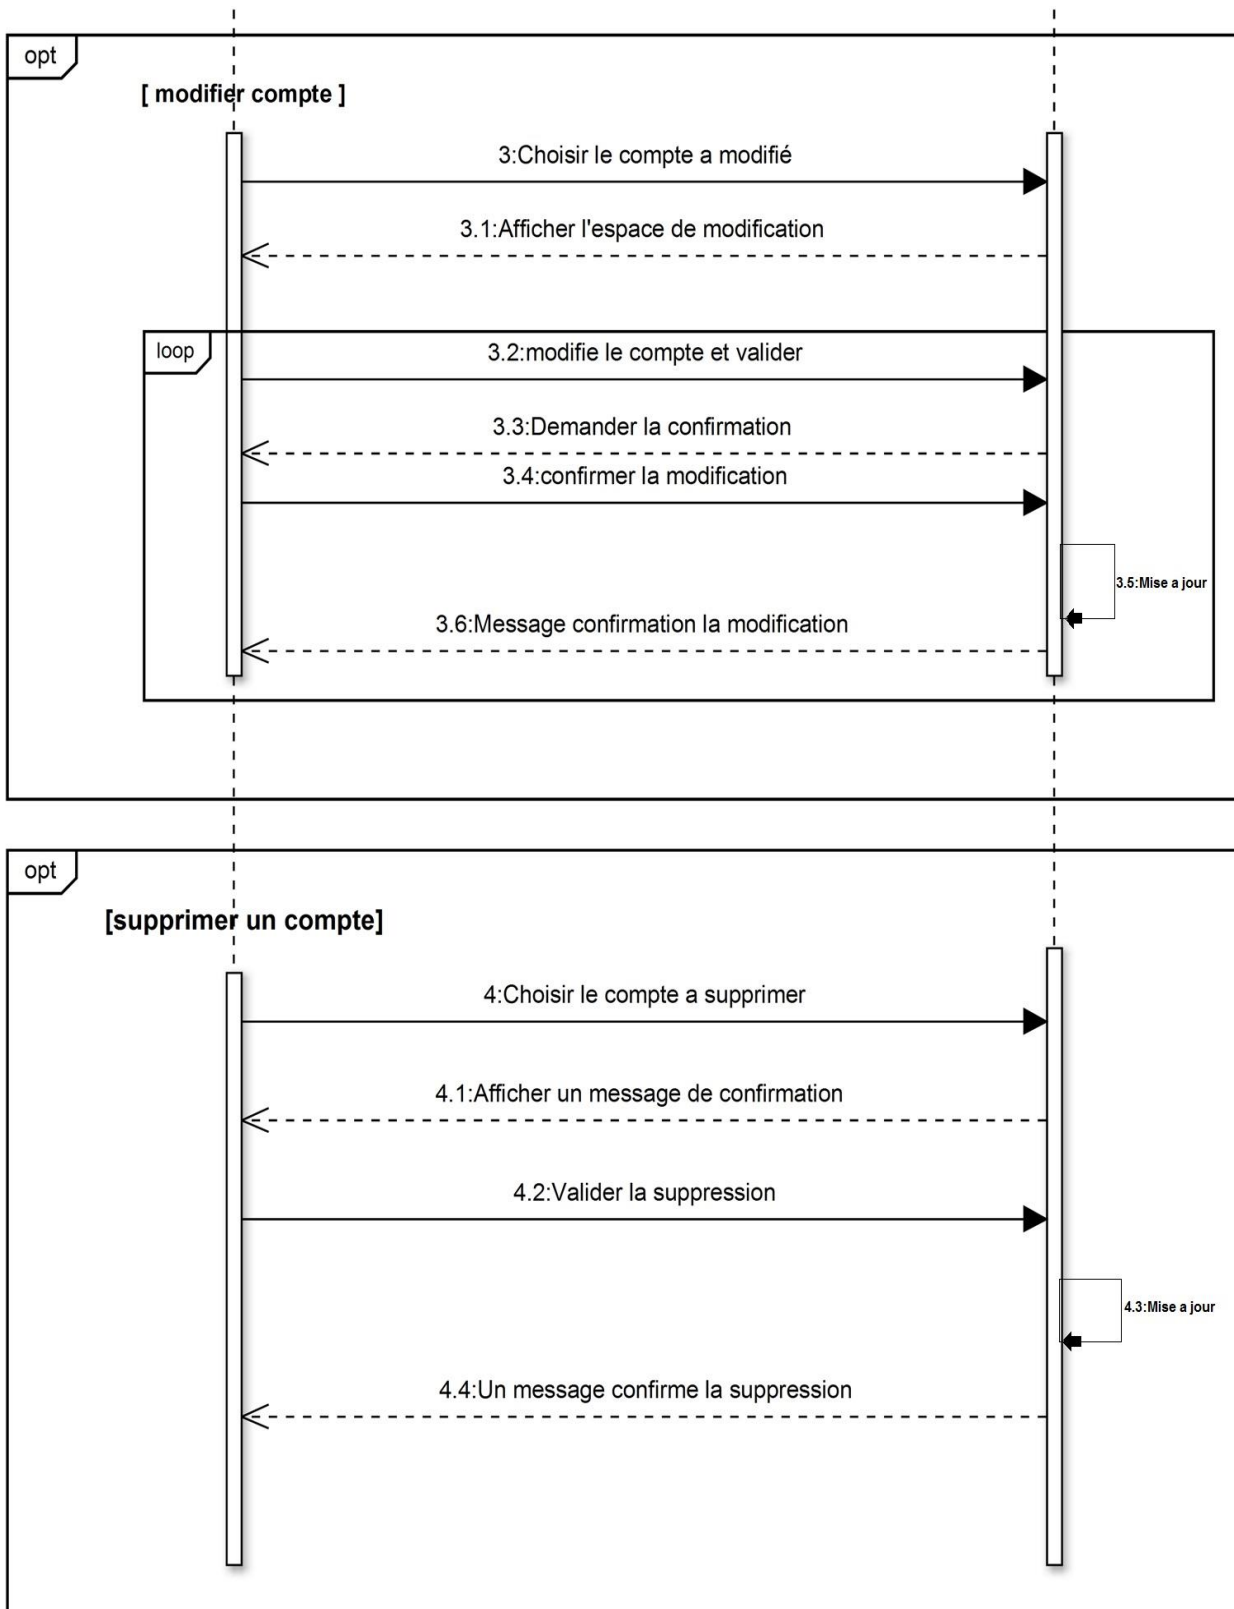 opt
[ modifier compte ]
3:Choisir le compte a modifié
3.1:Afficher l'espace de modification
loop
3.2:modifie le compte et valider
3.3:Demander la confirmation
3.4:confirmer la modification
3.5:Mise a jour
3.6:Message confirmation la modification
opt
[supprimer un compte]
4:Choisir le compte a supprimer
4.1:Afficher un message de confirmation
4.2:Valider la suppression
4.3:Mise a jour
4.4:Un message confirme la suppression